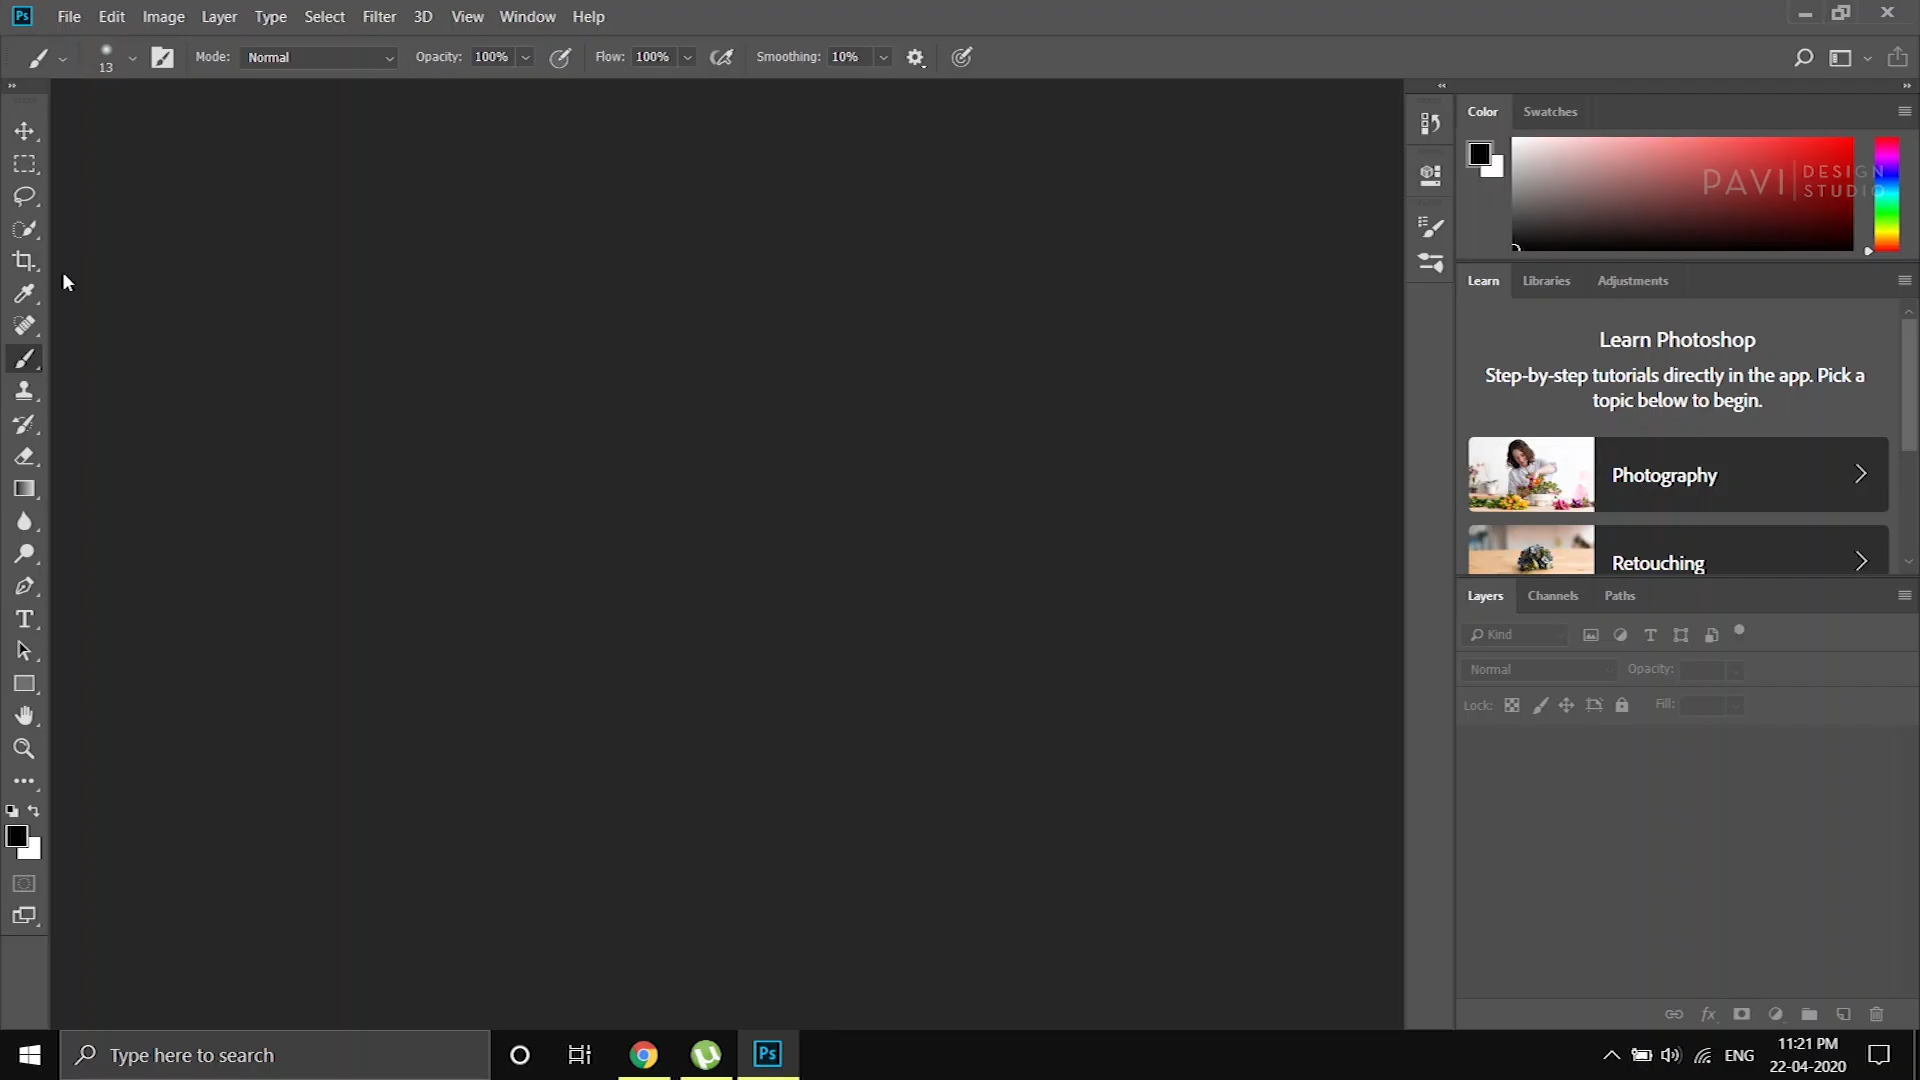 Ps File Edit Image Layer Type Select Filter 3D View Window Help
13 Mode: Normal Opacity: 100% Flow: 100% Smoothing: 10%
Color Swatches
PAVI DESIGN STUDIO
Learn Libraries Adjustments
Learn Photoshop
Step-by-step tutorials directly in the app. Pick a
topic below to begin.
Photography
Retouching
Layers Channels Paths
Kind
Normal Opacity:
Lock: Fill:
Type here to search
Ps
ENG
11:21 PM
22-04-2020